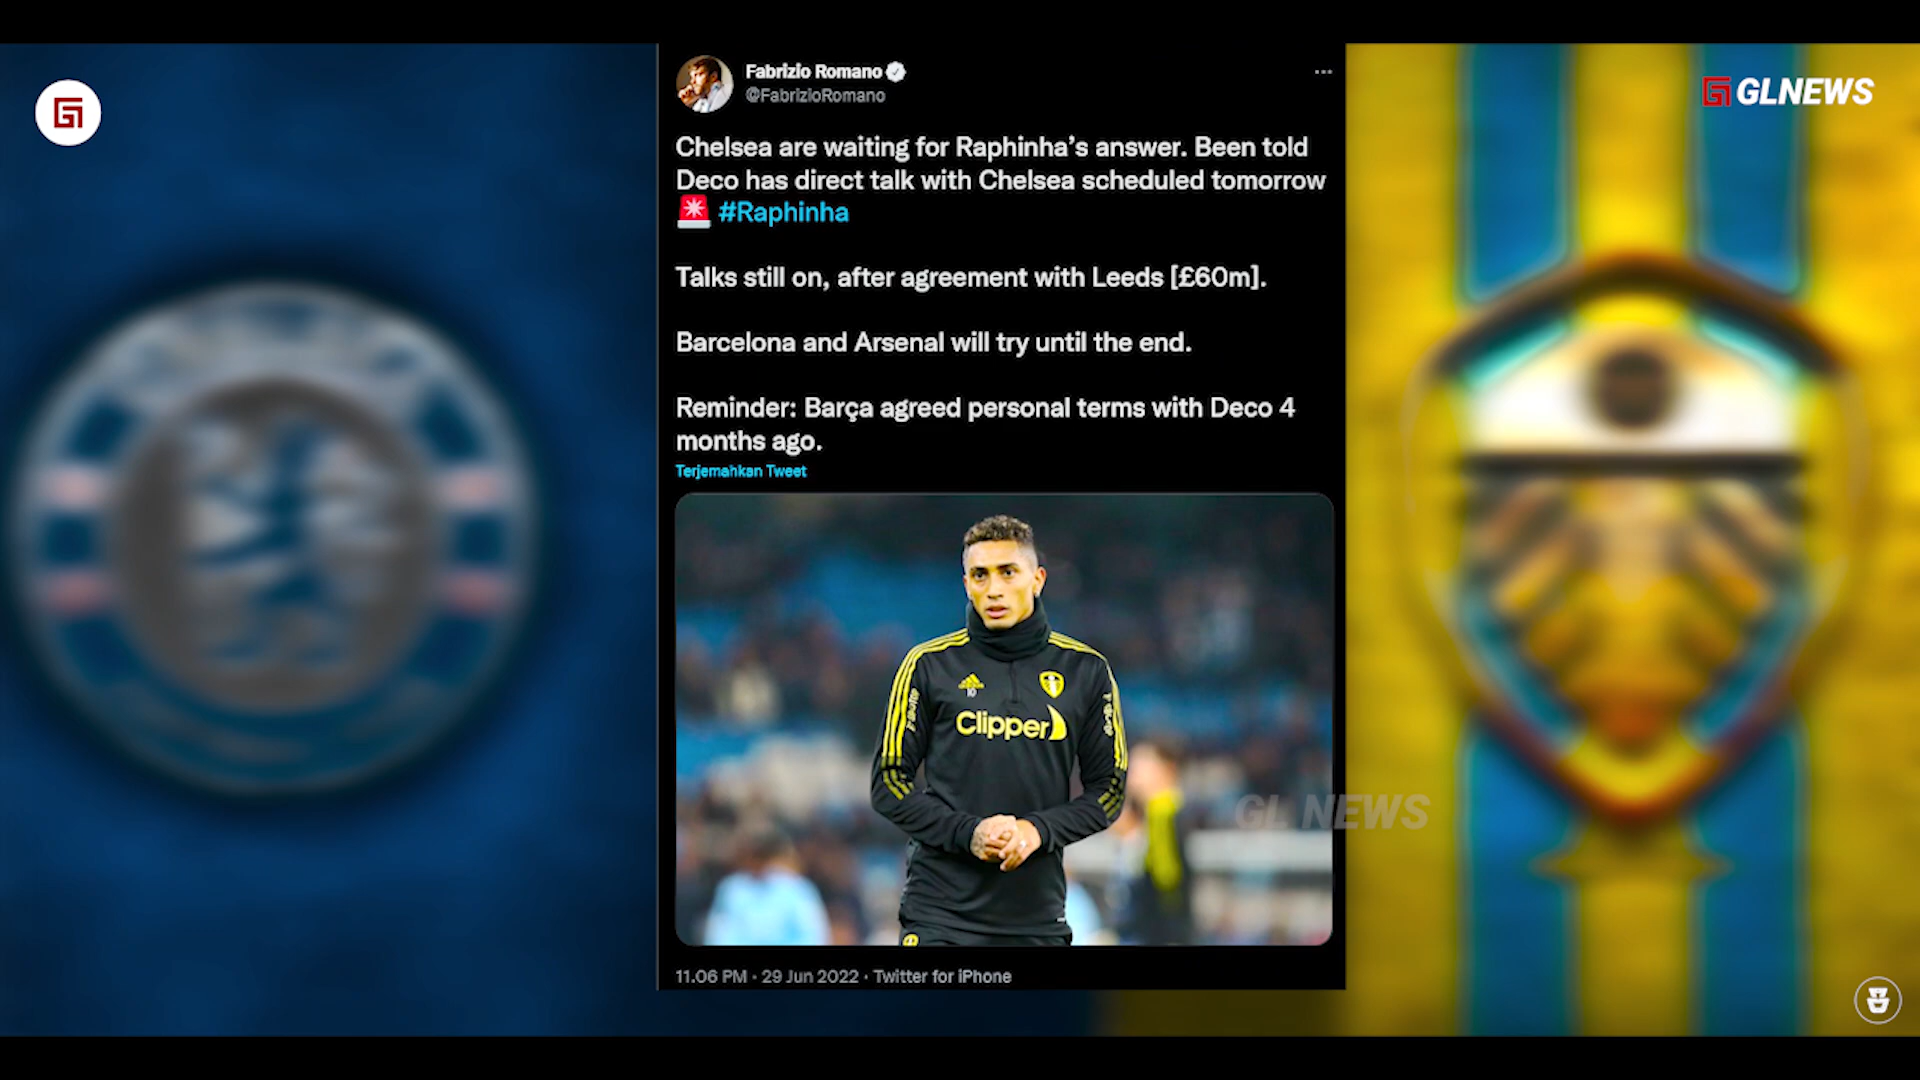 Fabrizio Romano
@FabrizioRomano
GLNEWS
Chelsea are waiting for Raphinha’s answer. Been told
Deco has direct talk with Chelsea scheduled tomorrow
#Raphinha
Talks still on, after agreement with Leeds [£60m].
Barcelona and Arsenal will try until the end.
Reminder: Barça agreed personal terms with Deco 4
months ago.
Terjemahkan Tweet
10
Clipper
GL NEWS
11.06 PM · 29 Jun 2022 · Twitter for iPhone